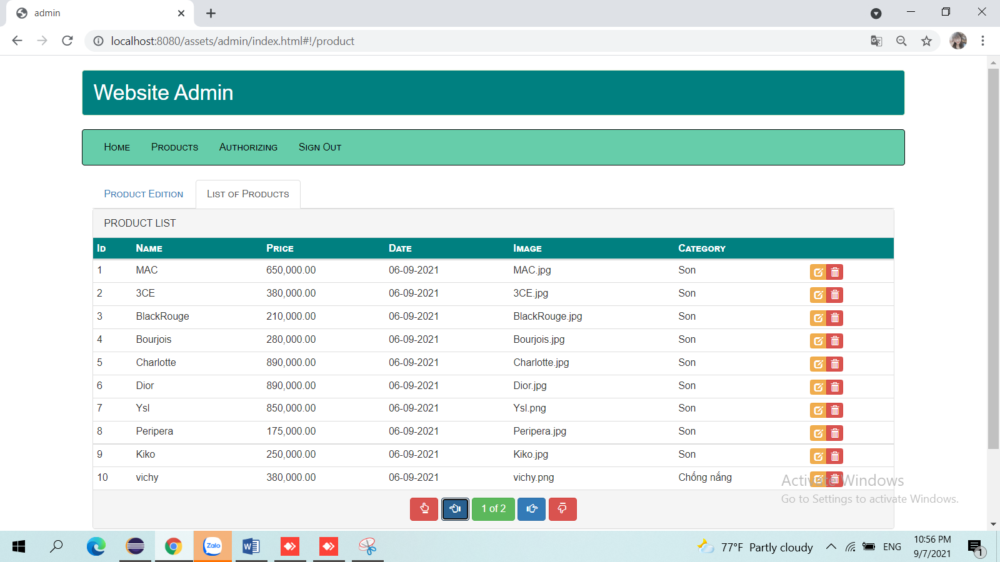 admin
localhost:8080/assets/admin/index.html#!/product
Website Admin
Home Products Authorizing Sign Out
Product Edition List of Products
PRODUCT LIST
Id Name Price Date Image Category
1 MAC 650,000.00 06-09-2021 MAC.jpg Son
2 3CE 380,000.00 06-09-2021 3CE.jpg Son
3 BlackRouge 210,000.00 06-09-2021 BlackRouge.jpg Son
4 Bourjois 280,000.00 06-09-2021 Bourjois.jpg Son
5 Charlotte 890,000.00 06-09-2021 Charlotte.jpg Son
6 Dior 890,000.00 06-09-2021 Dior.jpg Son
7 Ysl 850,000.00 06-09-2021 Ysl.png Son
8 Peripera 175,000.00 06-09-2021 Peripera.jpg Son
9 Kiko 250,000.00 06-09-2021 Kiko.jpg Son
10 vichy 380,000.00 06-09-2021 vichy.png Chống nắng
Activate Windows
Go to Settings to activate Windows.
1 of 2
Zalo
77°F Partly cloudy
ENG
10:56 PM
9/7/2021
1